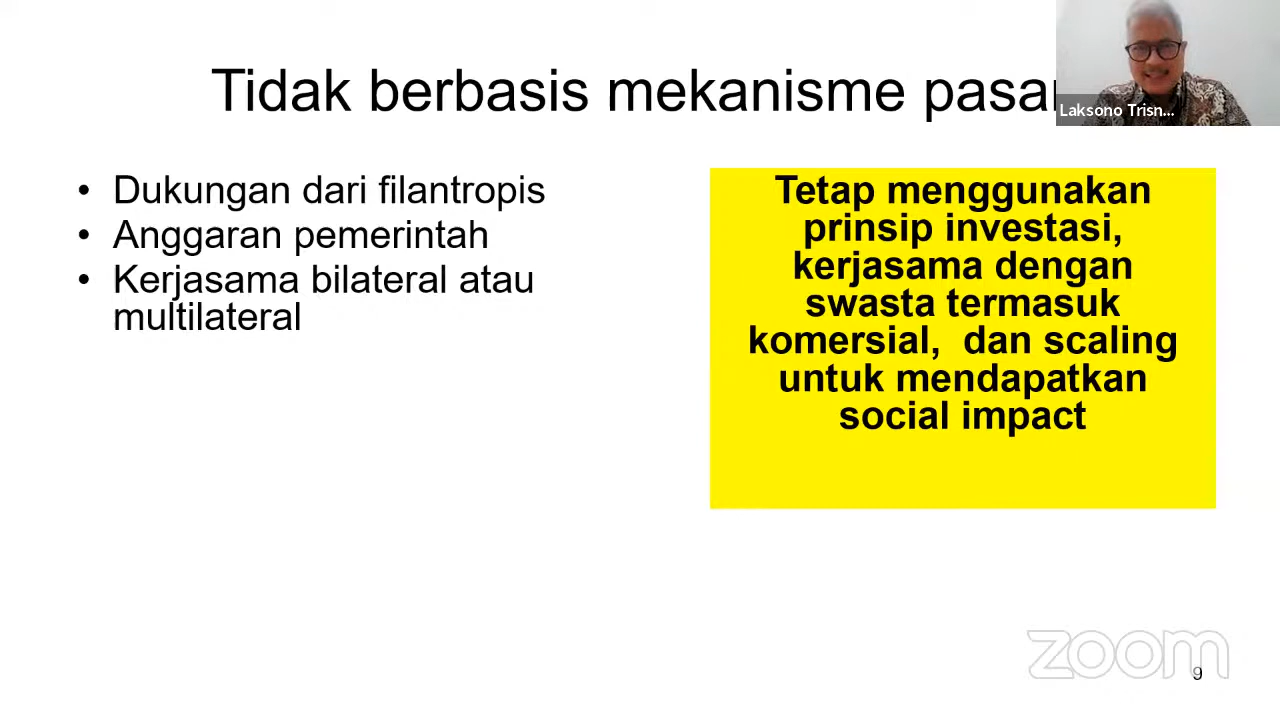 Tidak berbasis mekanisme pasar
Laksono Trisn...
• Dukungan dari filantropis
• Anggaran pemerintah
• Kerjasama bilateral atau
multilateral
Tetap menggunakan
prinsip investasi,
kerjasama dengan
swasta termasuk
komersial,  dan scaling
untuk mendapatkan
social impact
zoom
9